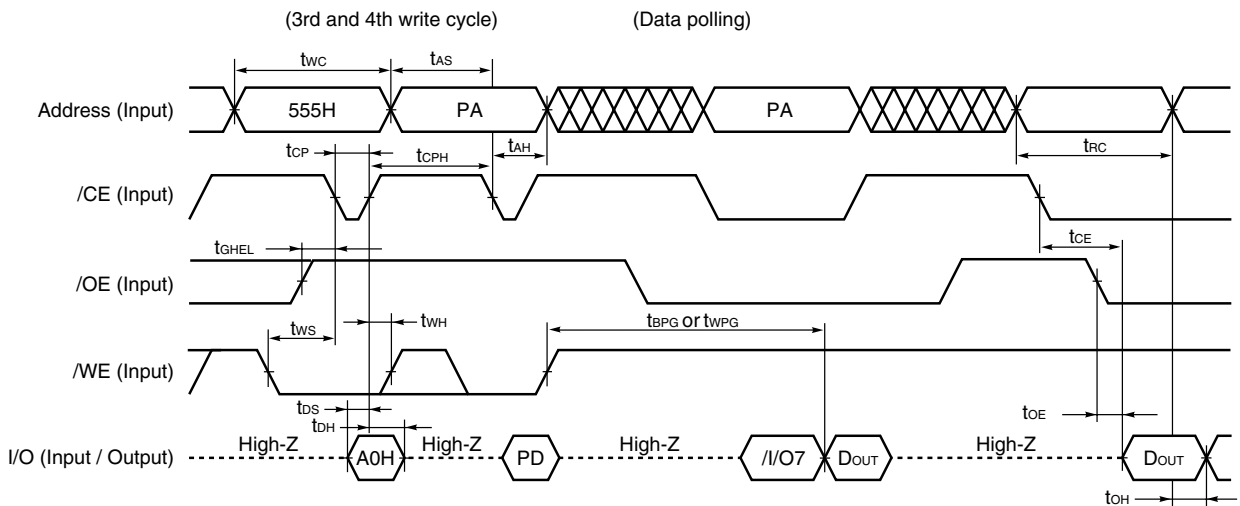 (3rd and 4th write cycle) (Data polling)
tWC tAS
Address (Input) 555H PA PA
tCP tCPH tAH tRC
/CE (Input)
tGHEL tCE
/OE (Input)
tWS tWH tBPG or tWPG
/WE (Input)
tDS tOE
tDH
High-Z High-Z High-Z High-Z
I/O (Input / Output) A0H PD /I/O7 DOUT DOUT
tOH